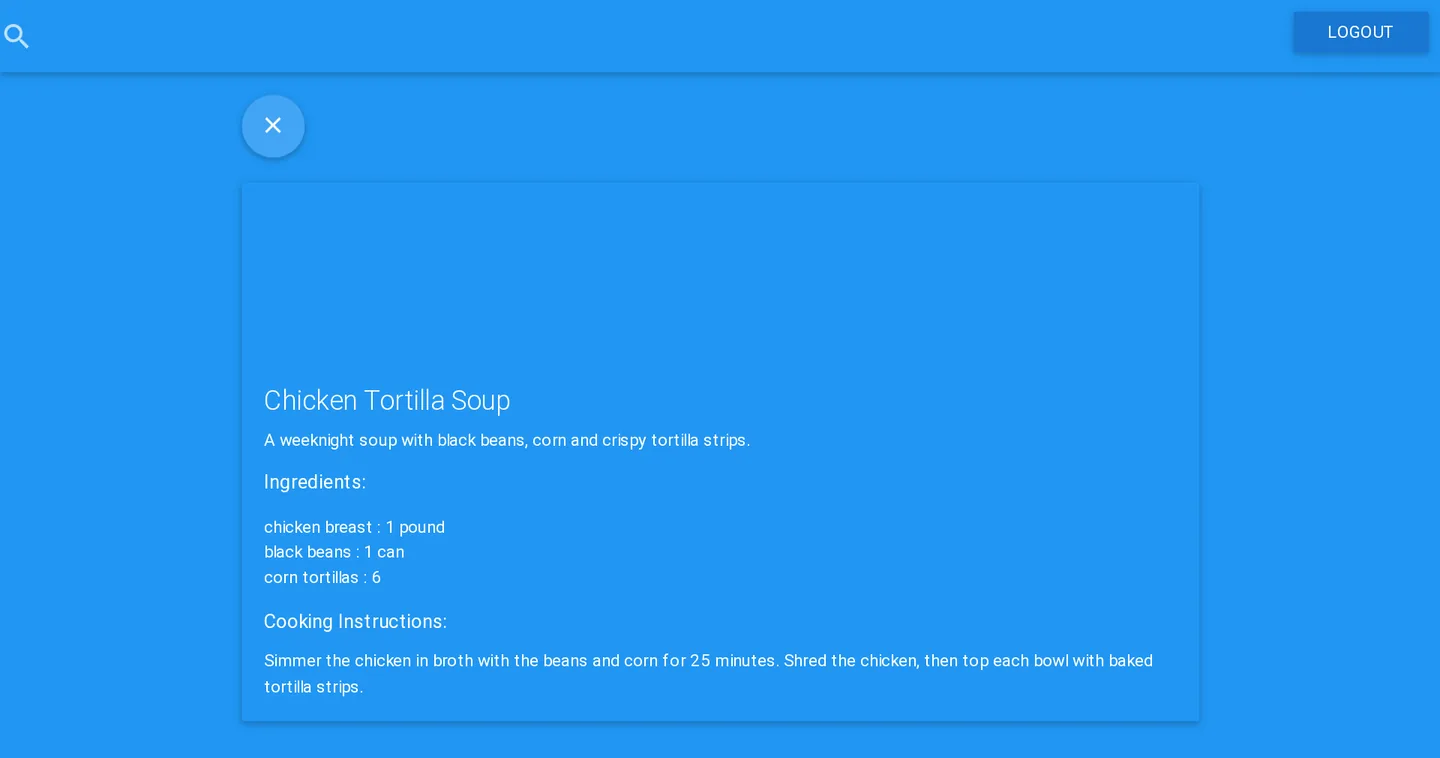 LOGOUT
Chicken Tortilla Soup
A weeknight soup with black beans, corn and crispy tortilla strips.
Ingredients:
chicken breast : 1 pound
black beans : 1 can
corn tortillas : 6
Cooking Instructions:
Simmer the chicken in broth with the beans and corn for 25 minutes. Shred the chicken, then top each bowl with baked
tortilla strips.